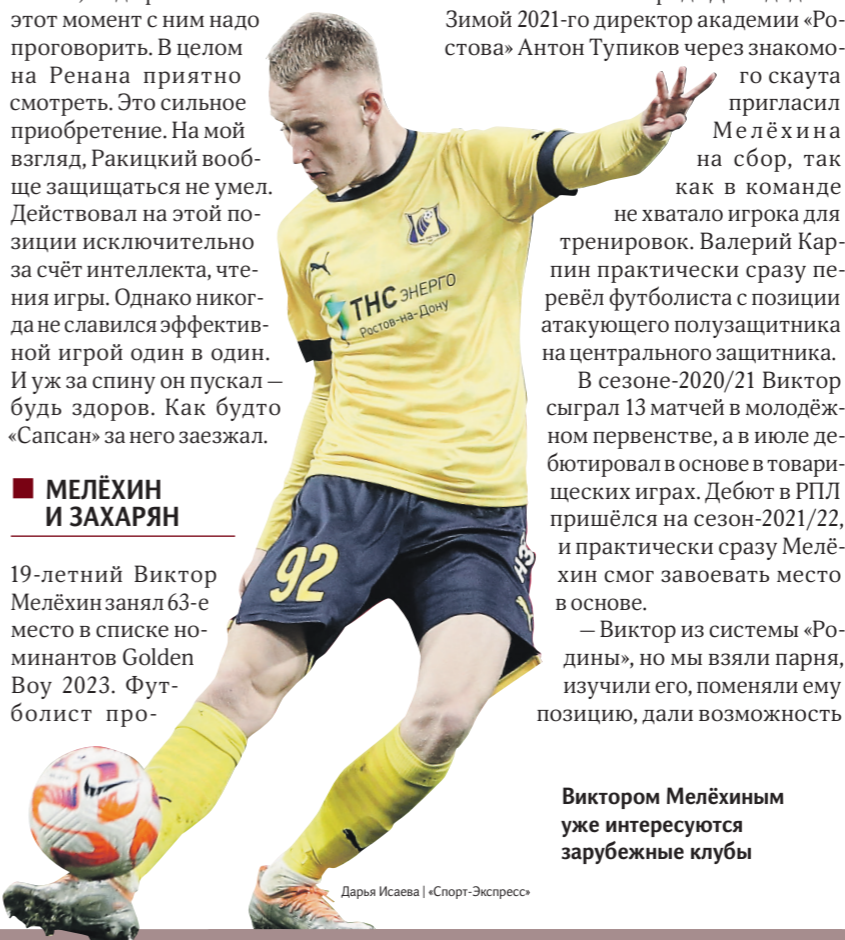 этот момент с ним надо
проговорить. В целом
на Ренана приятно
смотреть. Это сильное
приобретение. На мой
взгляд, Ракицкий вооб-
ще защищаться не умел.
Действовал на этой по-
зиции исключительно
за счёт интеллекта, чте-
ния игры. Однако никог-
да не славился эффектив-
ной игрой один в один.
И уж за спину он пускал —
будь здоров. Как будто
«Сапсан» за него заезжал.
МЕЛЁХИН
И ЗАХАРЯН
19-летний Виктор
Мелёхин занял 63-е
место в списке но-
минантов Golden
Boy 2023. Фут-
болист про-
ТНС ЭНЕРГО
Ростов-на-Дону
92
Зимой 2021-го директор академии «Ро-
стова» Антон Тупиков через знакомо-
го скаута
пригласил
Мелёхина
на сбор, так
как в команде
не хватало игрока для
тренировок. Валерий Кар-
пин практически сразу пе-
ревёл футболиста с позиции
атакующего полузащитника
на центрального защитника.
В сезоне-2020/21 Виктор
сыграл 13 матчей в молодёж-
ном первенстве, а в июле де-
бютировал в основе в товари-
щеских играх. Дебют в РПЛ
пришёлся на сезон-2021/22,
и практически сразу Мелё-
хин смог завоевать место
в основе.
— Виктор из системы «Ро-
дины», но мы взяли парня,
изучили его, поменяли ему
позицию, дали возможность
Виктором Мелёхиным
уже интересуются
зарубежные клубы
Дарья Исаева | «Спорт-Экспресс»